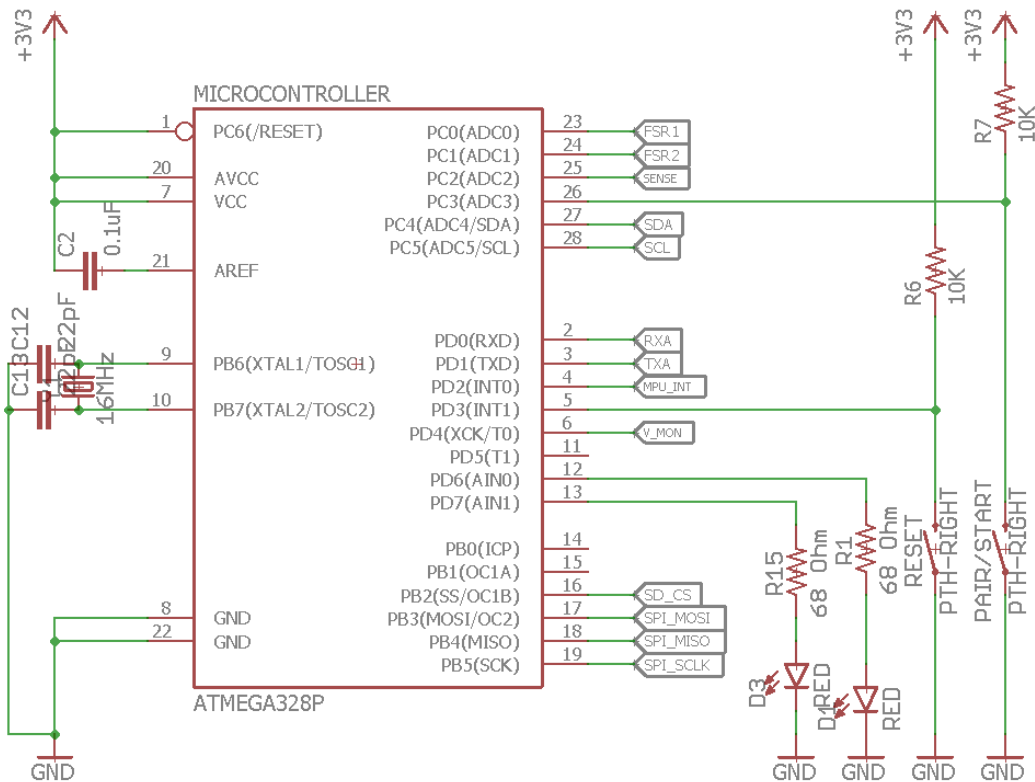 +3V3
+3V3
+3V3
MICROCONTROLLER
1
PC6(/RESET)
20
AVCC
7
VCC
C2
0.1uF
21
AREF
C12
22pF
C13
9
PB6(XTAL1/TOSC1)
16MHz
10
PB7(XTAL2/TOSC2)
8
GND
22
GND
PC0(ADC0)
23
FSR1
PC1(ADC1)
24
FSR2
PC2(ADC2)
25
SENSE
PC3(ADC3)
26
PC4(ADC4/SDA)
27
SDA
PC5(ADC5/SCL)
28
SCL
PD0(RXD)
2
RXA
PD1(TXD)
3
TXA
PD2(INT0)
4
MPU_INT
PD3(INT1)
5
PD4(XCK/T0)
6
V_MON
PD5(T1)
11
PD6(AIN0)
12
PD7(AIN1)
13
PB0(ICP)
14
PB1(OC1A)
15
PB2(SS/OC1B)
16
SD_CS
PB3(MOSI/OC2)
17
SPI_MOSI
PB4(MISO)
18
SPI_MISO
PB5(SCK)
19
SPI_SCLK
ATMEGA328P
R7
10K
R6
10K
R15
68 Ohm
R1
68 Ohm
RESET
PTH-RIGHT
PAIR/START
PTH-RIGHT
D3
RED
D1
RED
GND
GND
GND
GND
GND